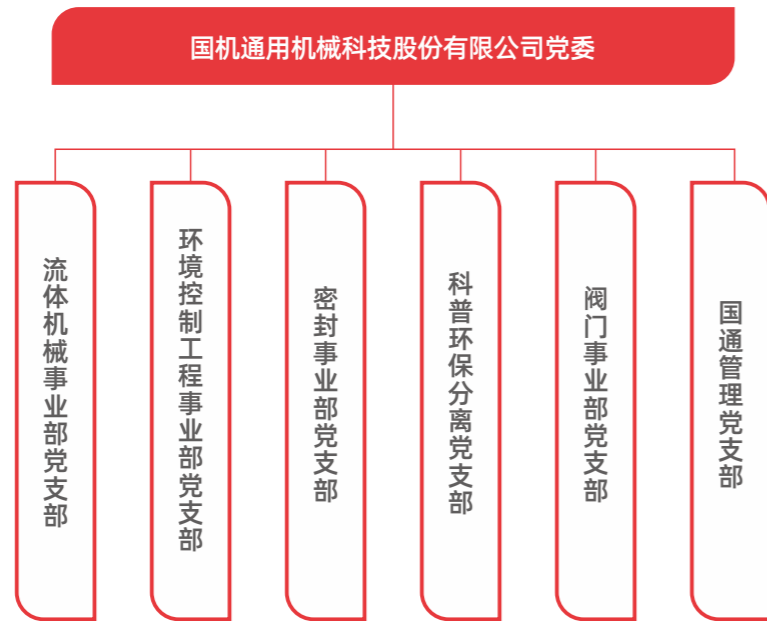 国机通用机械科技股份有限公司党委
流体机械事业部党支部
环境控制工程事业部党支部
密封事业部党支部
科普环保分离党支部
阀门事业部党支部
国通管理党支部